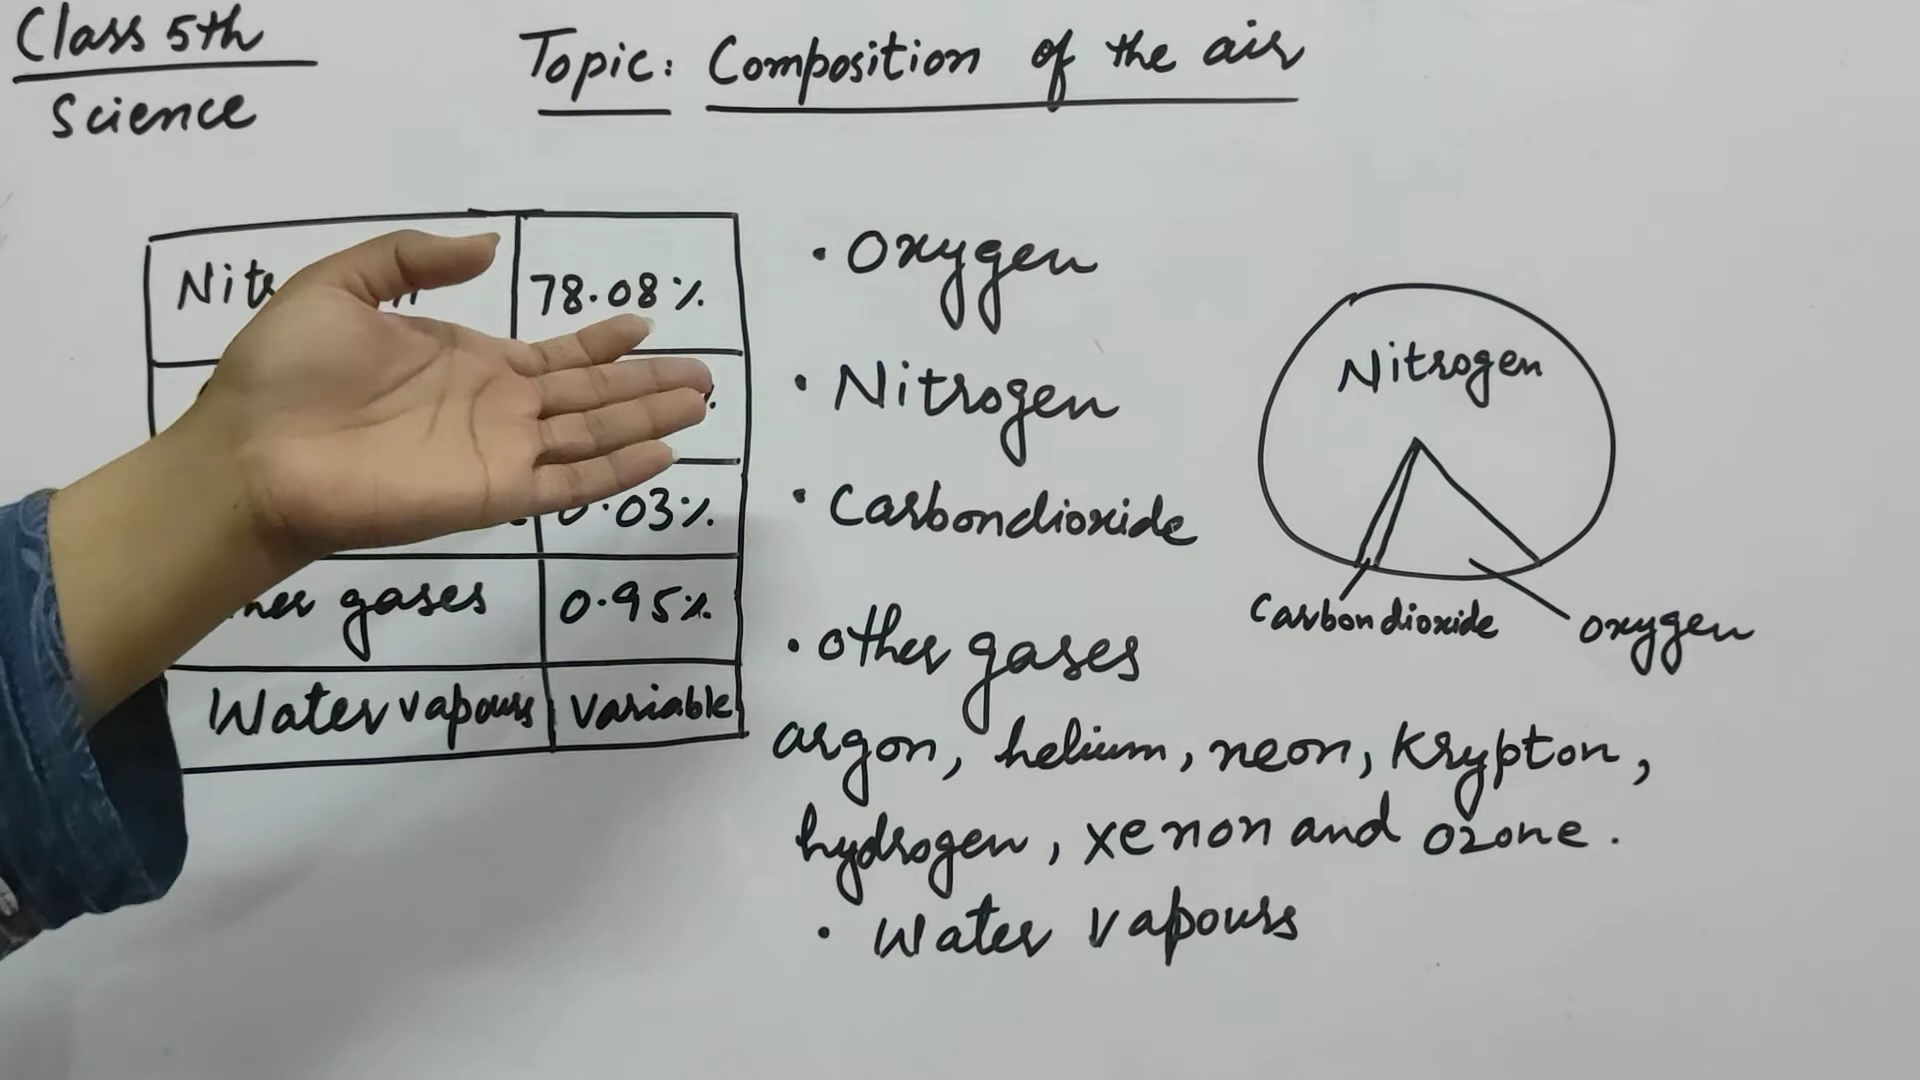 Class 5th
Science
Topic: Composition of the air
78.08%
0.03%
gases 0.95%
Water vapours variable
• Oxygen
• Nitrogen
• Carbondioxide
• other gases
argon, helium, neon, Krypton,
hydrogen, xenon and ozone.
• Water vapours
Nitrogen
Carbondioxide
oxygen